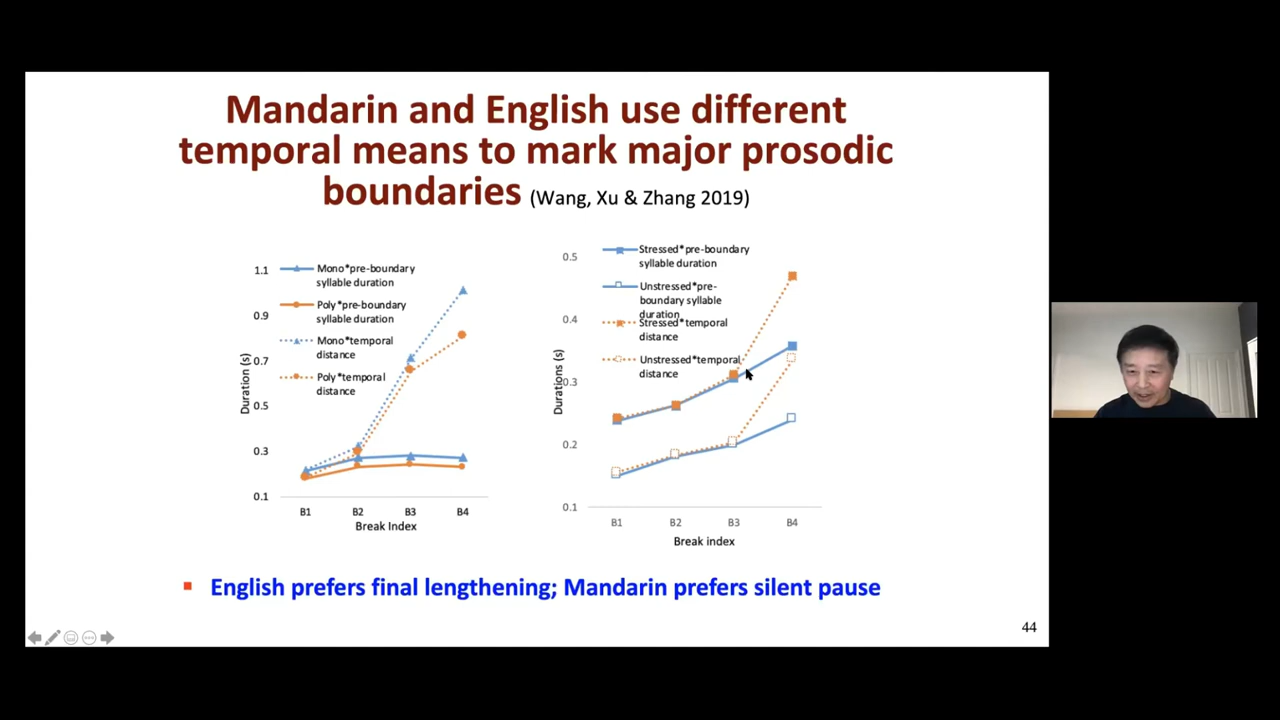 Mandarin and English use different
temporal means to mark major prosodic
boundaries (Wang, Xu & Zhang 2019)
1.1
0.9
0.7
0.5
0.3
0.1
Duration (s)
Mono*pre-boundary
syllable duration
Poly*pre-boundary
syllable duration
Mono*temporal
distance
Poly*temporal
distance
B1 B2 B3 B4
Break Index
0.5
0.4
0.3
0.2
0.1
Durations (s)
Stressed*pre-boundary
syllable duration
Unstressed*pre-
boundary syllable
duration
Stressed*temporal
distance
Unstressed*temporal
distance
B1 B2 B3 B4
Break index
English prefers final lengthening; Mandarin prefers silent pause
44